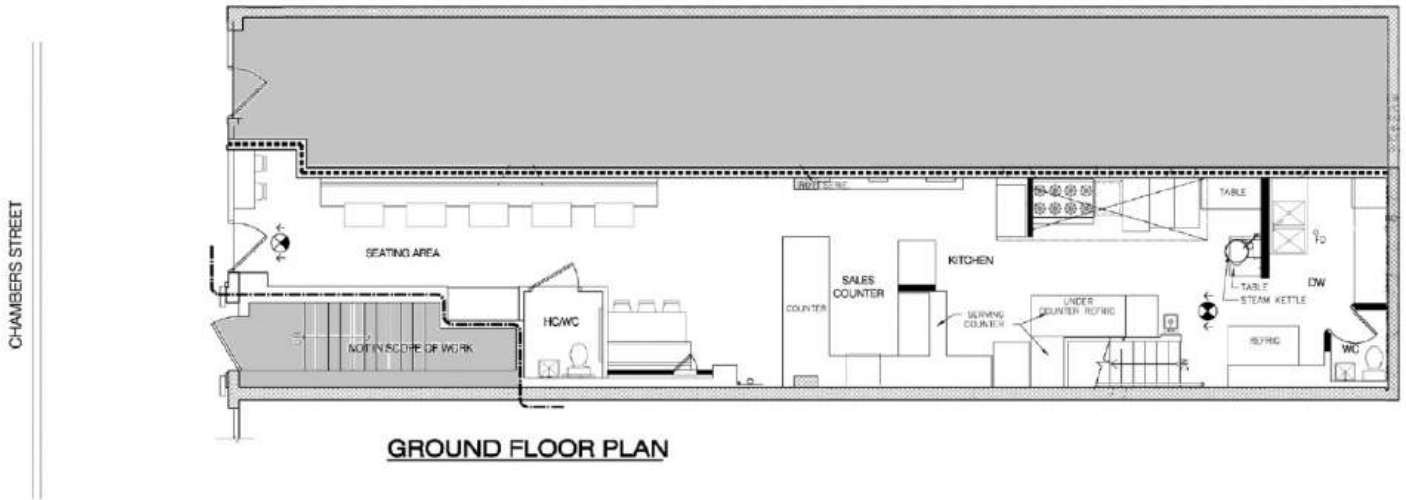 CHAMBERS STREET
TABLE
SEATING AREA
KITCHEN
SALES
COUNTER
COUNTER
TABLE
STEAM KETTLE
DW
UNDER
COUNTER REFRIG
SERVING
COUNTER
HC/WC
NOT IN SCOPE OF WORK
REFRIG
WC
DN
GROUND FLOOR PLAN